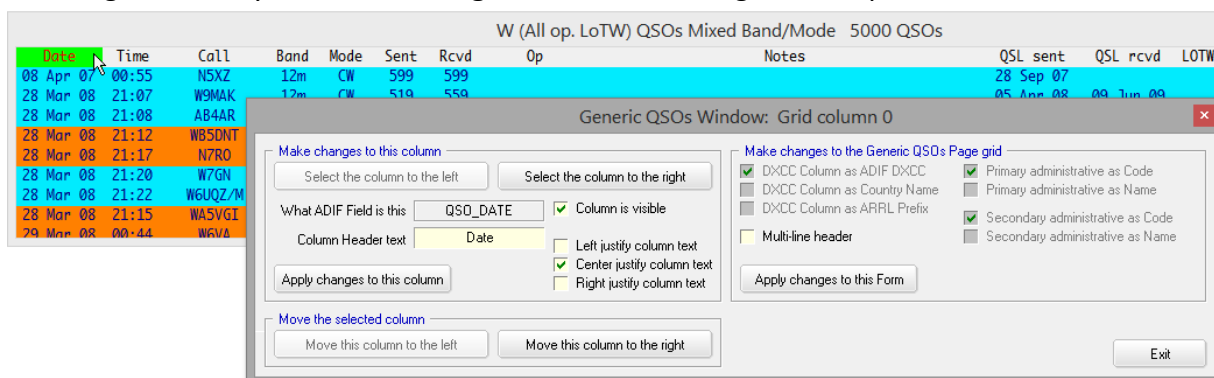 W (All op. LoTW) QSOs Mixed Band/Mode 5000 QSOs
Date Time Call Band Mode Sent Rcvd Op Notes QSL sent QSL rcvd LOTW
08 Apr 07 00:55 N5XZ 12m CW 599 599 28 Sep 07
28 Mar 08 21:07 W9MAK 12m CW 519 559 05 Apr 08 09 Jun 09
28 Mar 08 21:08 AB4AR
28 Mar 08 21:12 WB5DNT
28 Mar 08 21:17 N7RO
28 Mar 08 21:20 W7GN
28 Mar 08 21:22 W6UQZ/M
28 Mar 08 21:15 WA5VGI
29 Mar 08 00:44 W6VA
Generic QSOs Window: Grid column 0
Make changes to this column
Select the column to the left
Select the column to the right
What ADIF Field is this QSO_DATE
Column is visible
Column Header text Date
Left justify column text
Center justify column text
Right justify column text
Apply changes to this column
Make changes to the Generic QSOs Page grid
DXCC Column as ADIF DXCC
DXCC Column as Country Name
DXCC Column as ARRL Prefix
Multi-line header
Primary administrative as Code
Primary administrative as Name
Secondary administrative as Code
Secondary administrative as Name
Apply changes to this Form
Move the selected column
Move this column to the left
Move this column to the right
Exit